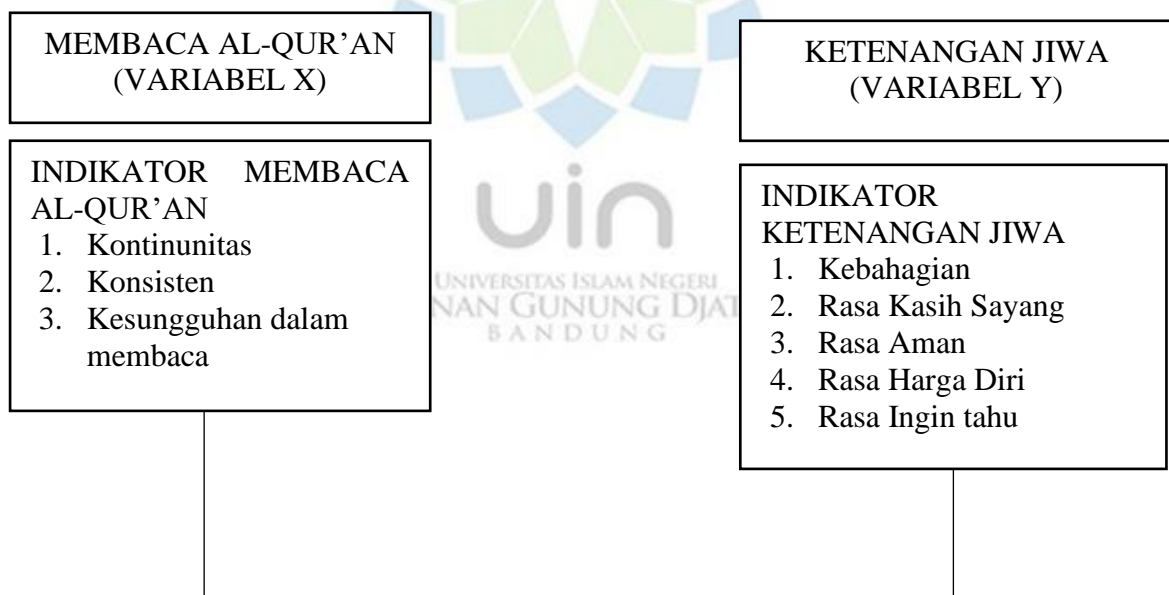 MEMBACA AL-QUR’AN
(VARIABEL X)
INDIKATOR MEMBACA
AL-QUR’AN
1. Kontinunitas
2. Konsisten
3. Kesungguhan dalam
membaca
KETENANGAN JIWA
(VARIABEL Y)
INDIKATOR
KETENANGAN JIWA
1. Kebahagian
2. Rasa Kasih Sayang
3. Rasa Aman
4. Rasa Harga Diri
5. Rasa Ingin tahu
uin
UNIVERSITAS ISLAM NEGERI
GUNUNG
BANDUNG